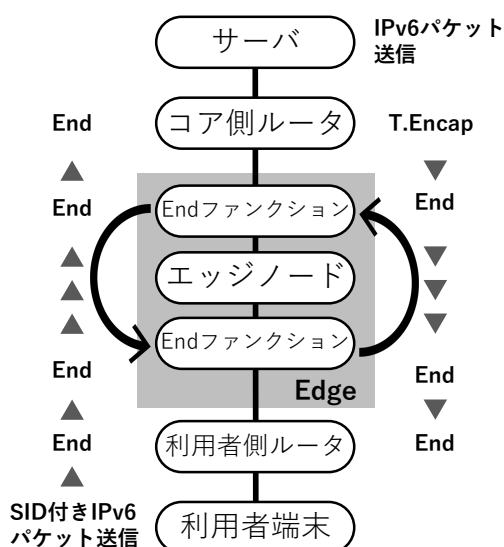 サーバ
IPv6パケット
送信
End
コア側ルータ
T.Encap
▲
▼
End
Endファンクション
End
▲
▼
▲
エッジノード
▼
▲
▼
Endファンクション
End
Edge
End
▲
▼
End
利用者側ルータ
End
▲
SID付きIPv6
パケット送信
利用者端末